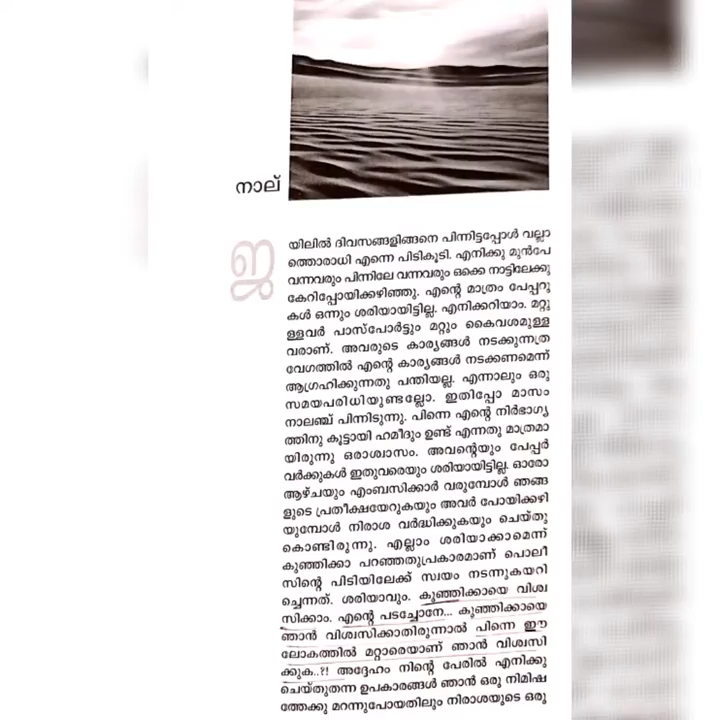 നാല്
ജ
യിലിൽ ദിവസങ്ങളിങ്ങനെ പിന്നിട്ടപ്പോൾ വല്ലാ
ത്തൊരാധി എന്നെ പിടികൂടി. എനിക്കു മുൻപേ
വന്നവരും പിന്നിലേ വന്നവരും ഒക്കെ നാട്ടിലേക്കു
കേറിപ്പോയിക്കഴിഞ്ഞു. എന്റെ മാത്രം പേപ്പറു
കൾ ഒന്നും ശരിയായിട്ടില്ല. എനിക്കറിയാം. മറ്റു
ള്ളവർ പാസ്പോർട്ടും മറ്റും കൈവശമുള്ള
വരാണ്. അവരുടെ കാര്യങ്ങൾ നടക്കുന്നത്ര
വേഗത്തിൽ എന്റെ കാര്യങ്ങൾ നടക്കണമെന്ന്
ആഗ്രഹിക്കുന്നതു പന്തിയല്ല. എന്നാലും ഒരു
സമയപരിധിയുണ്ടല്ലോ. ഇതിപ്പോ മാസം
നാലഞ്ച് പിന്നിടുന്നു. പിന്നെ എന്റെ നിർഭാഗ്യ
ത്തിനു കൂട്ടായി ഹമീദും ഉണ്ട് എന്നതു മാത്രമാ
യിരുന്നു ഒരാശ്വാസം. അവന്റെയും പേപ്പർ
വർക്കുകൾ ഇതുവരെയും ശരിയായിട്ടില്ല. ഓരോ
ആഴ്ചയും എംബസിക്കാർ വരുമ്പോൾ ഞങ്ങ
ളുടെ പ്രതീക്ഷയേറുകയും അവർ പോയിക്കഴി
യുമ്പോൾ നിരാശ വർദ്ധിക്കുകയും ചെയ്തു
കൊണ്ടിരുന്നു. എല്ലാം ശരിയാക്കാമെന്ന്
കുഞ്ഞിക്കാ പറഞ്ഞതുപ്രകാരമാണ് പൊലീ
സിന്റെ പിടിയിലേക്ക് സ്വയം നടന്നുകയറി
ച്ചെന്നത്. ശരിയാവും. കുഞ്ഞിക്കായെ വിശ്വ
സിക്കാം. എന്റെ പടച്ചോനേ... കുഞ്ഞിക്കായെ
ഞാൻ വിശ്വസിക്കാതിരുന്നാൽ പിന്നെ ഈ
ലോകത്തിൽ മറ്റാരെയാണ് ഞാൻ വിശ്വസി
ക്കുക..?! അദ്ദേഹം നിന്റെ പേരിൽ എനിക്കു
ചെയ്തുതന്ന ഉപകാരങ്ങൾ ഞാൻ ഒരു നിമിഷ
ത്തേക്കു മറന്നുപോയതിലും നിരാശയുടെ ഒരു